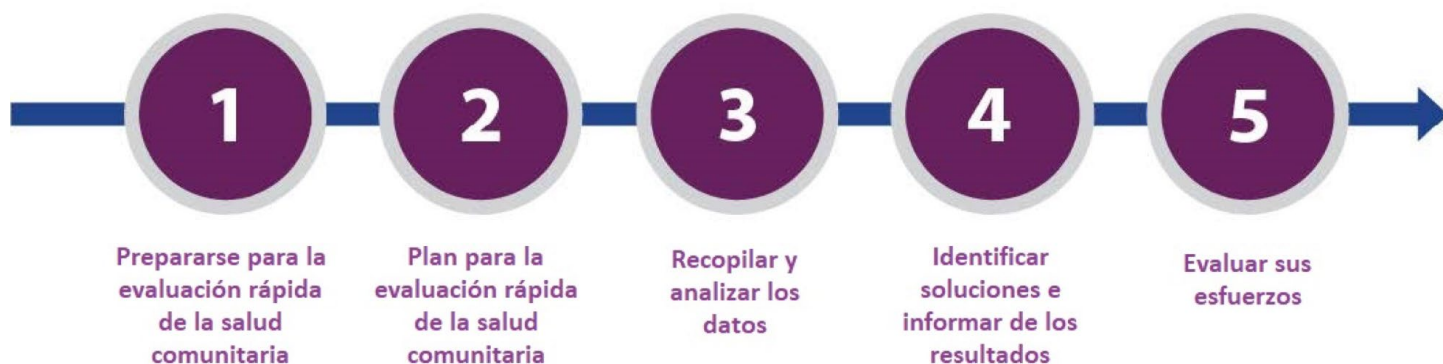 1
2
3
4
5
Prepararse para la
evaluación rápida
de la salud
comunitaria
Plan para la
evaluación rápida
de la salud
comunitaria
Recopilar y
analizar los
datos
Identificar
soluciones e
informar de los
resultados
Evaluar sus
esfuerzos